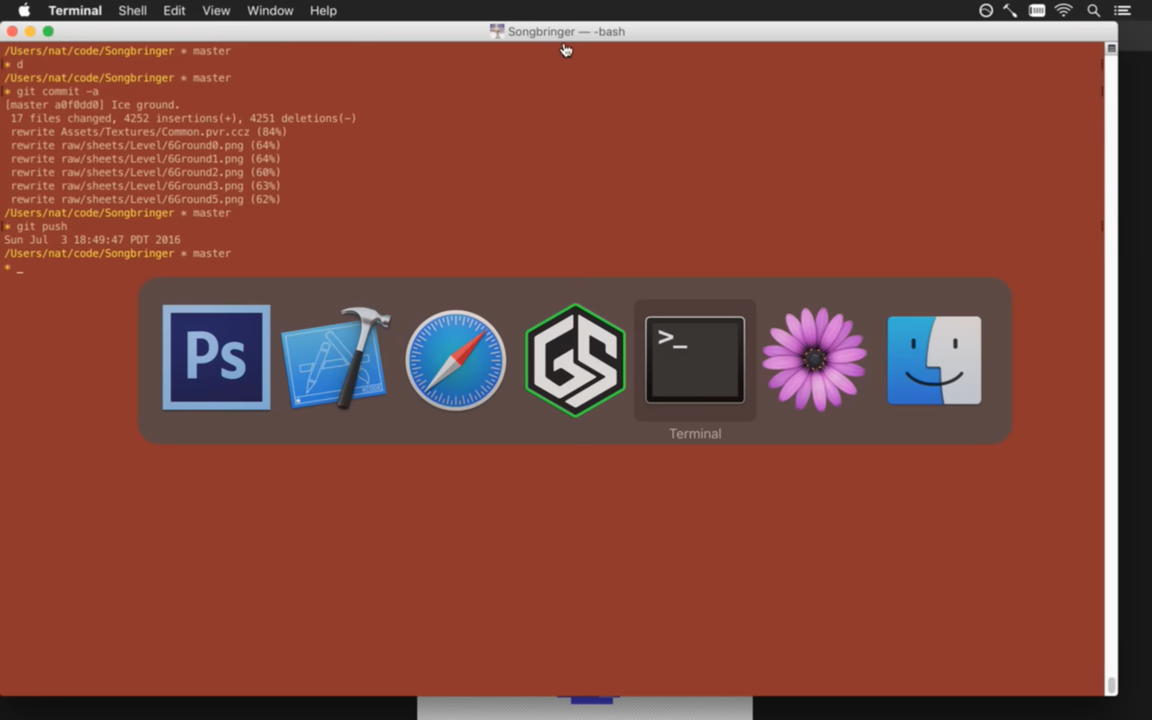 Terminal Shell Edit View Window Help
Songbringer — -bash
/Users/nat/code/Songbringer * master
* d
/Users/nat/code/Songbringer * master
* git commit -a
[master a0f0dd0] Ice ground.
17 files changed, 4252 insertions(+), 4251 deletions(-)
rewrite Assets/Textures/Common.pvr.ccz (84%)
rewrite raw/sheets/Level/6Ground0.png (64%)
rewrite raw/sheets/Level/6Ground1.png (64%)
rewrite raw/sheets/Level/6Ground2.png (60%)
rewrite raw/sheets/Level/6Ground3.png (63%)
rewrite raw/sheets/Level/6Ground5.png (62%)
/Users/nat/code/Songbringer * master
* git push
Sun Jul  3 18:49:47 PDT 2016
/Users/nat/code/Songbringer * master
* _
Ps
GS
>_
Terminal